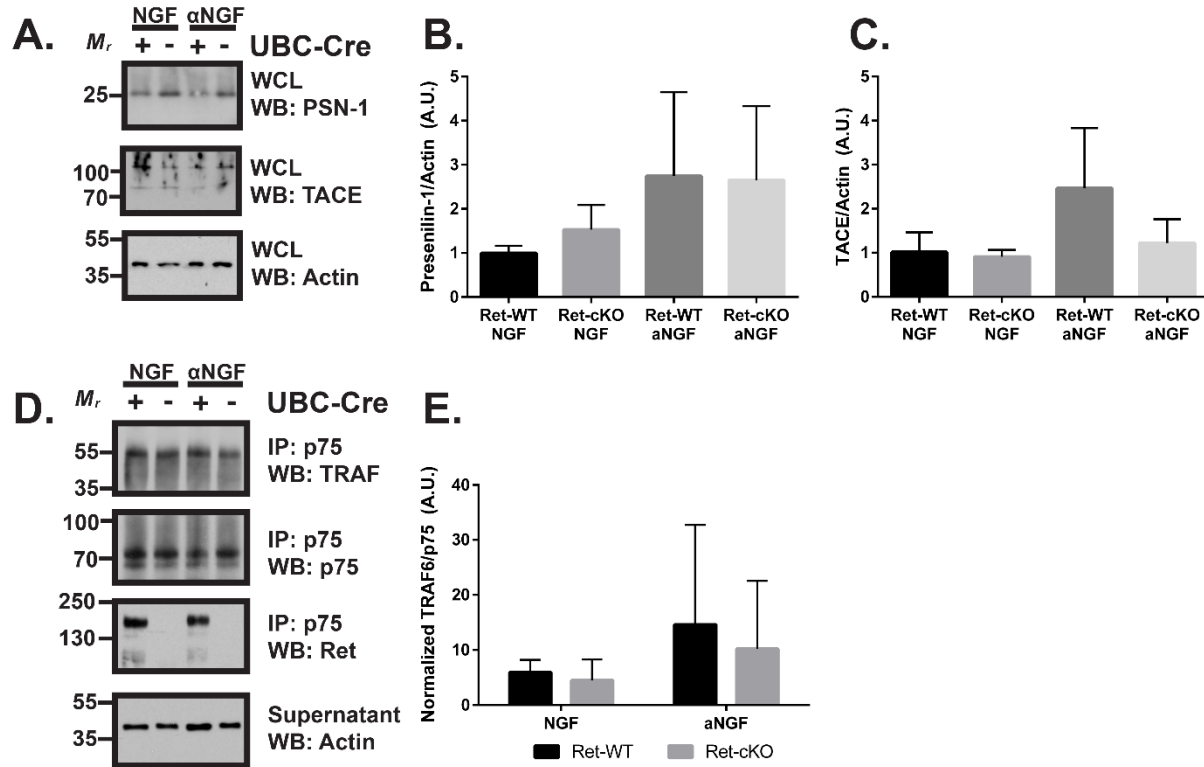 A.
NGF αNGF
Mr + - + - UBC-Cre
25
WCL
WB: PSN-1
100
70
WCL
WB: TACE
55
35
WCL
WB: Actin
B.
Presenilin-1/Actin (A.U.)
5
4
3
2
1
0
Ret-WT Ret-cKO Ret-WT Ret-cKO
NGF NGF aNGF aNGF
C.
TACE/Actin (A.U.)
5
4
3
2
1
0
Ret-WT Ret-cKO Ret-WT Ret-cKO
NGF NGF aNGF aNGF
D.
NGF αNGF
Mr + - + - UBC-Cre
55
35
IP: p75
WB: TRAF
100
70
IP: p75
WB: p75
250
130
IP: p75
WB: Ret
55
35
Supernatant
WB: Actin
E.
Normalized TRAF6/p75 (A.U.)
40
30
20
10
0
NGF aNGF
Ret-WT Ret-cKO